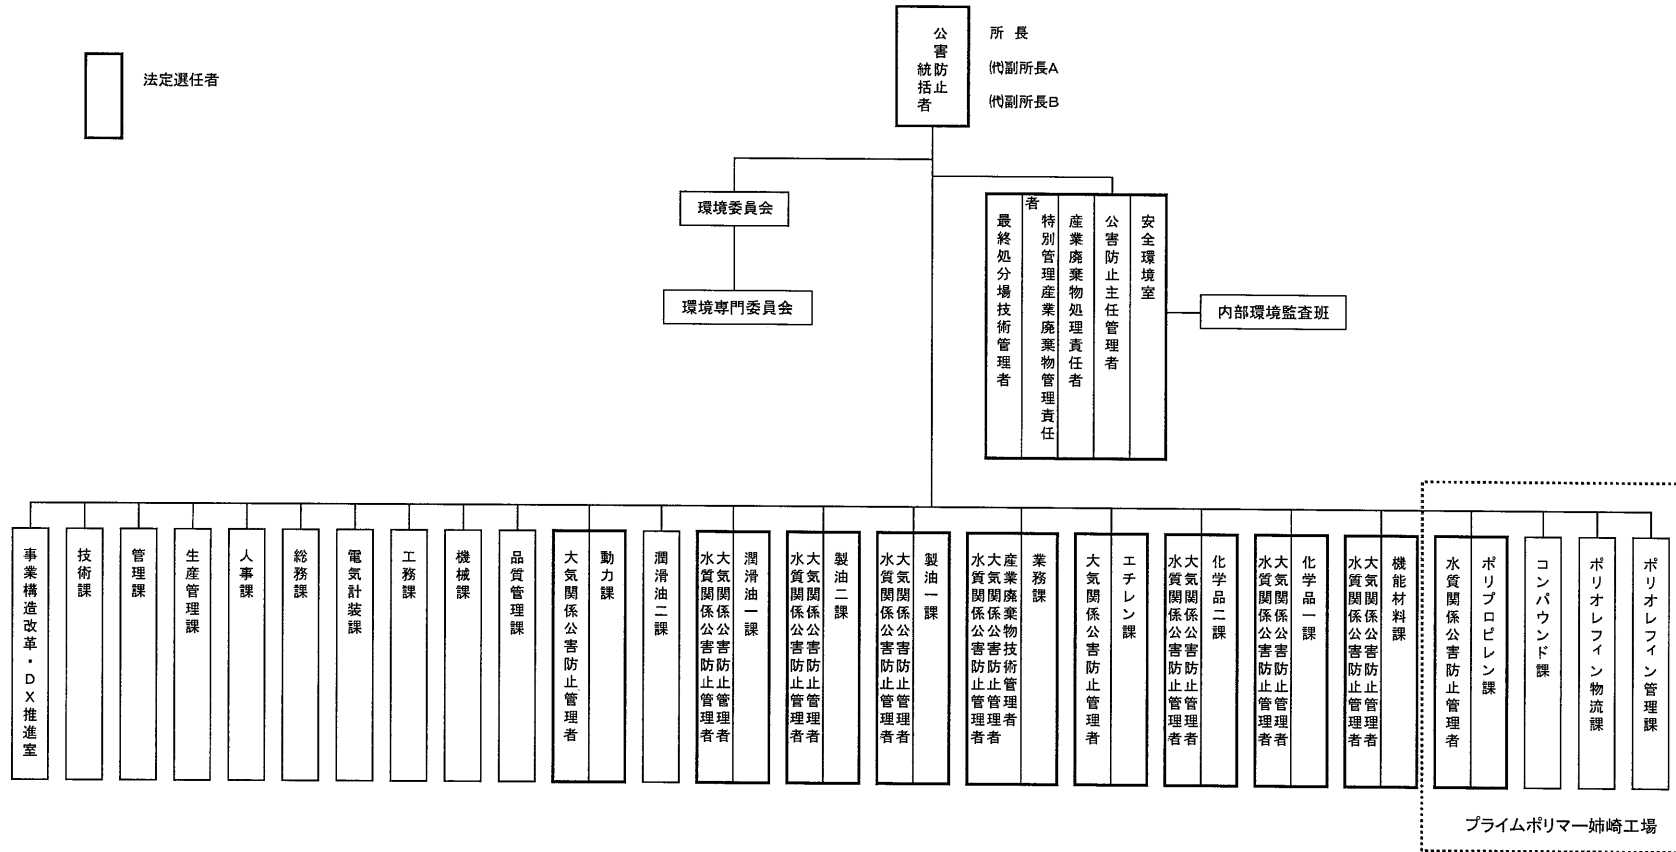 法定選任者
公害防止
統括者
所長
㈹副所長A
㈹副所長B
環境委員会
環境専門委員会
安全環境室
公害防止主任管理者
産業廃棄物処理責任者
特別管理産業廃棄物管理責任
者
最終処分場技術管理者
内部環境監査班
事業構造改革・DX推進室
技術課
管理課
生産管理課
人事課
総務課
電気計装課
工務課
機械課
品質管理課
動力課
大気関係公害防止管理者
潤滑油二課
潤滑油一課
大気関係公害防止管理者
水質関係公害防止管理者
製油二課
大気関係公害防止管理者
水質関係公害防止管理者
製油一課
大気関係公害防止管理者
水質関係公害防止管理者
業務課
産業廃棄物技術管理者
大気関係公害防止管理者
水質関係公害防止管理者
エチレン課
大気関係公害防止管理者
化学品二課
大気関係公害防止管理者
水質関係公害防止管理者
化学品一課
大気関係公害防止管理者
水質関係公害防止管理者
機能材料課
大気関係公害防止管理者
水質関係公害防止管理者
ポリプロピレン課
水質関係公害防止管理者
コンパウンド課
ポリオレフィン物流課
ポリオレフィン管理課
プライムポリマー姉崎工場